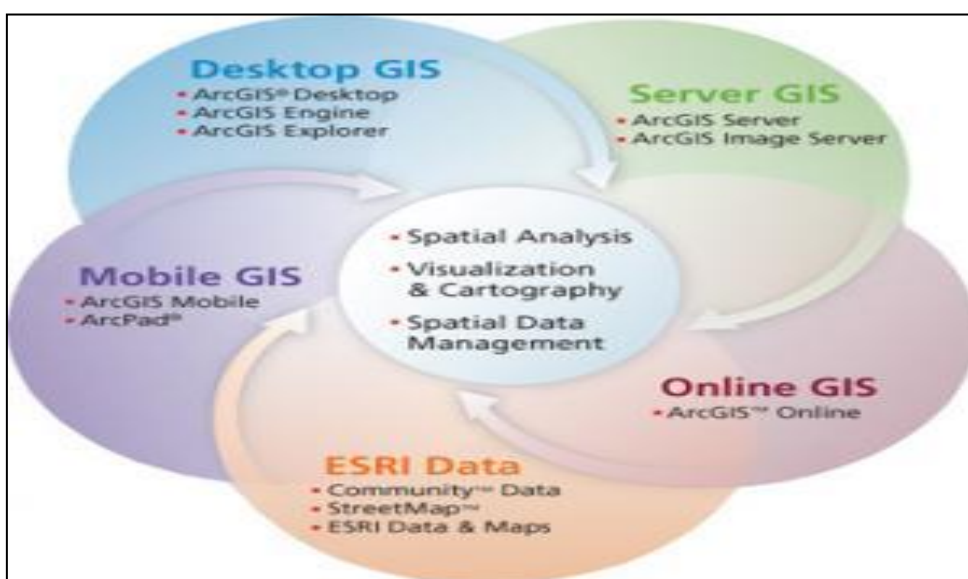 Desktop GIS
• ArcGIS® Desktop
• ArcGIS Engine
• ArcGIS Explorer
Server GIS
• ArcGIS Server
• ArcGIS Image Server
• Spatial Analysis
• Visualization
& Cartography
• Spatial Data
Management
Mobile GIS
• ArcGIS Mobile
• ArcPad®
Online GIS
• ArcGIS℠ Online
ESRI Data
• Community™ Data
• StreetMap™
• ESRI Data & Maps